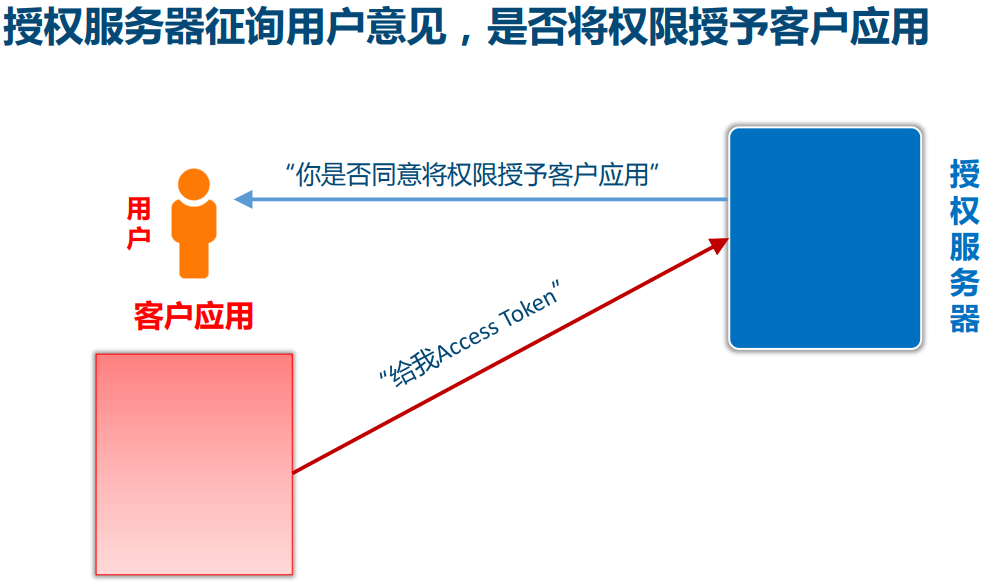 授权服务器征询用户意见，是否将权限授予客户应用
“你是否同意将权限授予客户应用”
用户
授权服务器
客户应用
“给我Access Token”